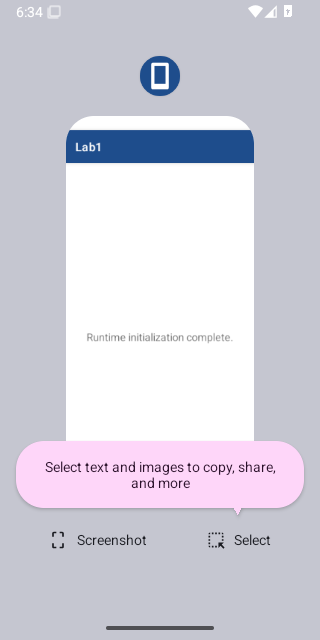 6:34
Lab1
Runtime initialization complete.
Select text and images to copy, share,
and more
Screenshot
Select